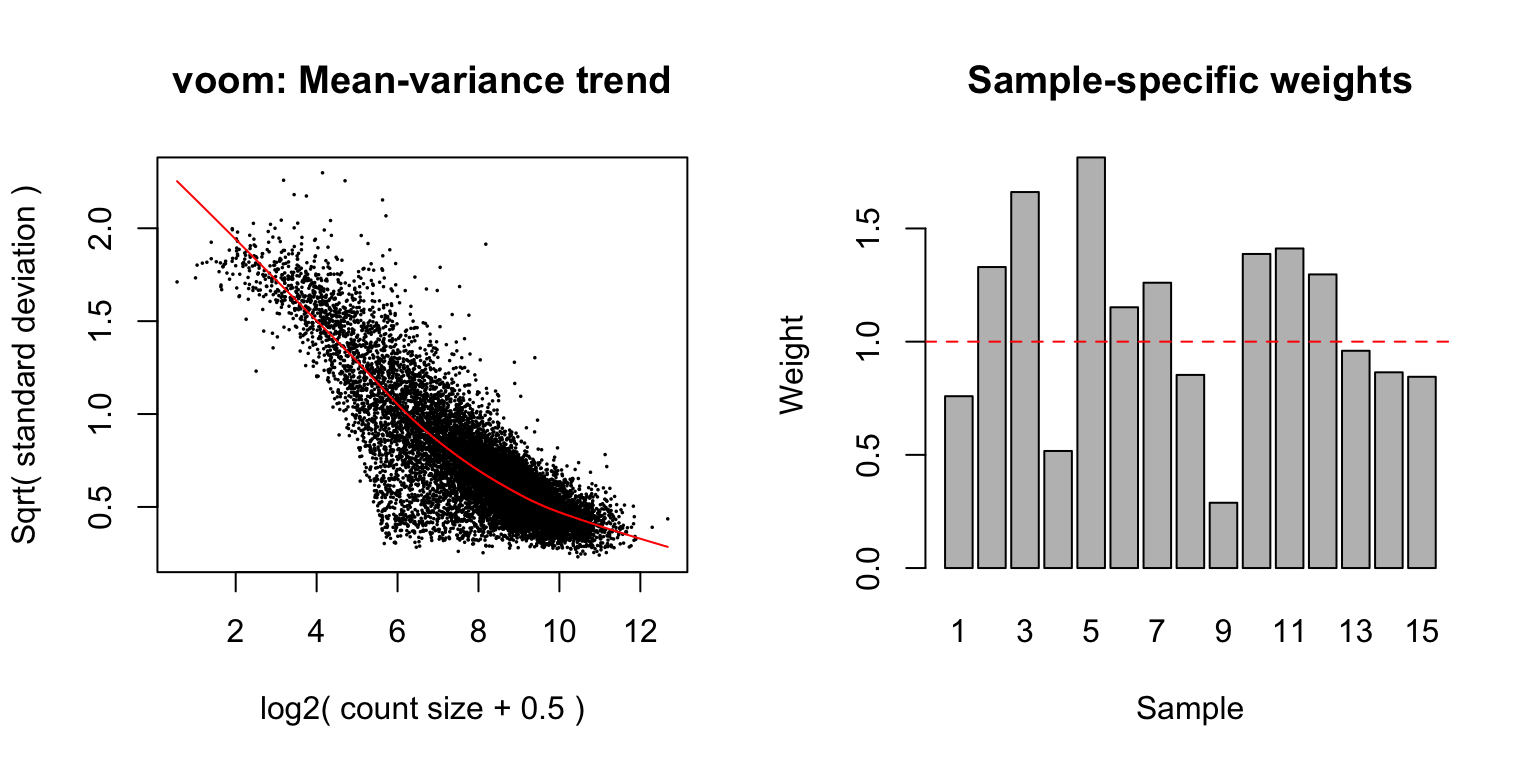 voom: Mean-variance trend
Sqrt( standard deviation )
2.0
1.5
1.0
0.5
2 4 6 8 10 12
log2( count size + 0.5 )
Sample-specific weights
Weight
1.5
1.0
0.5
0.0
1 3 5 7 9 11 13 15
Sample